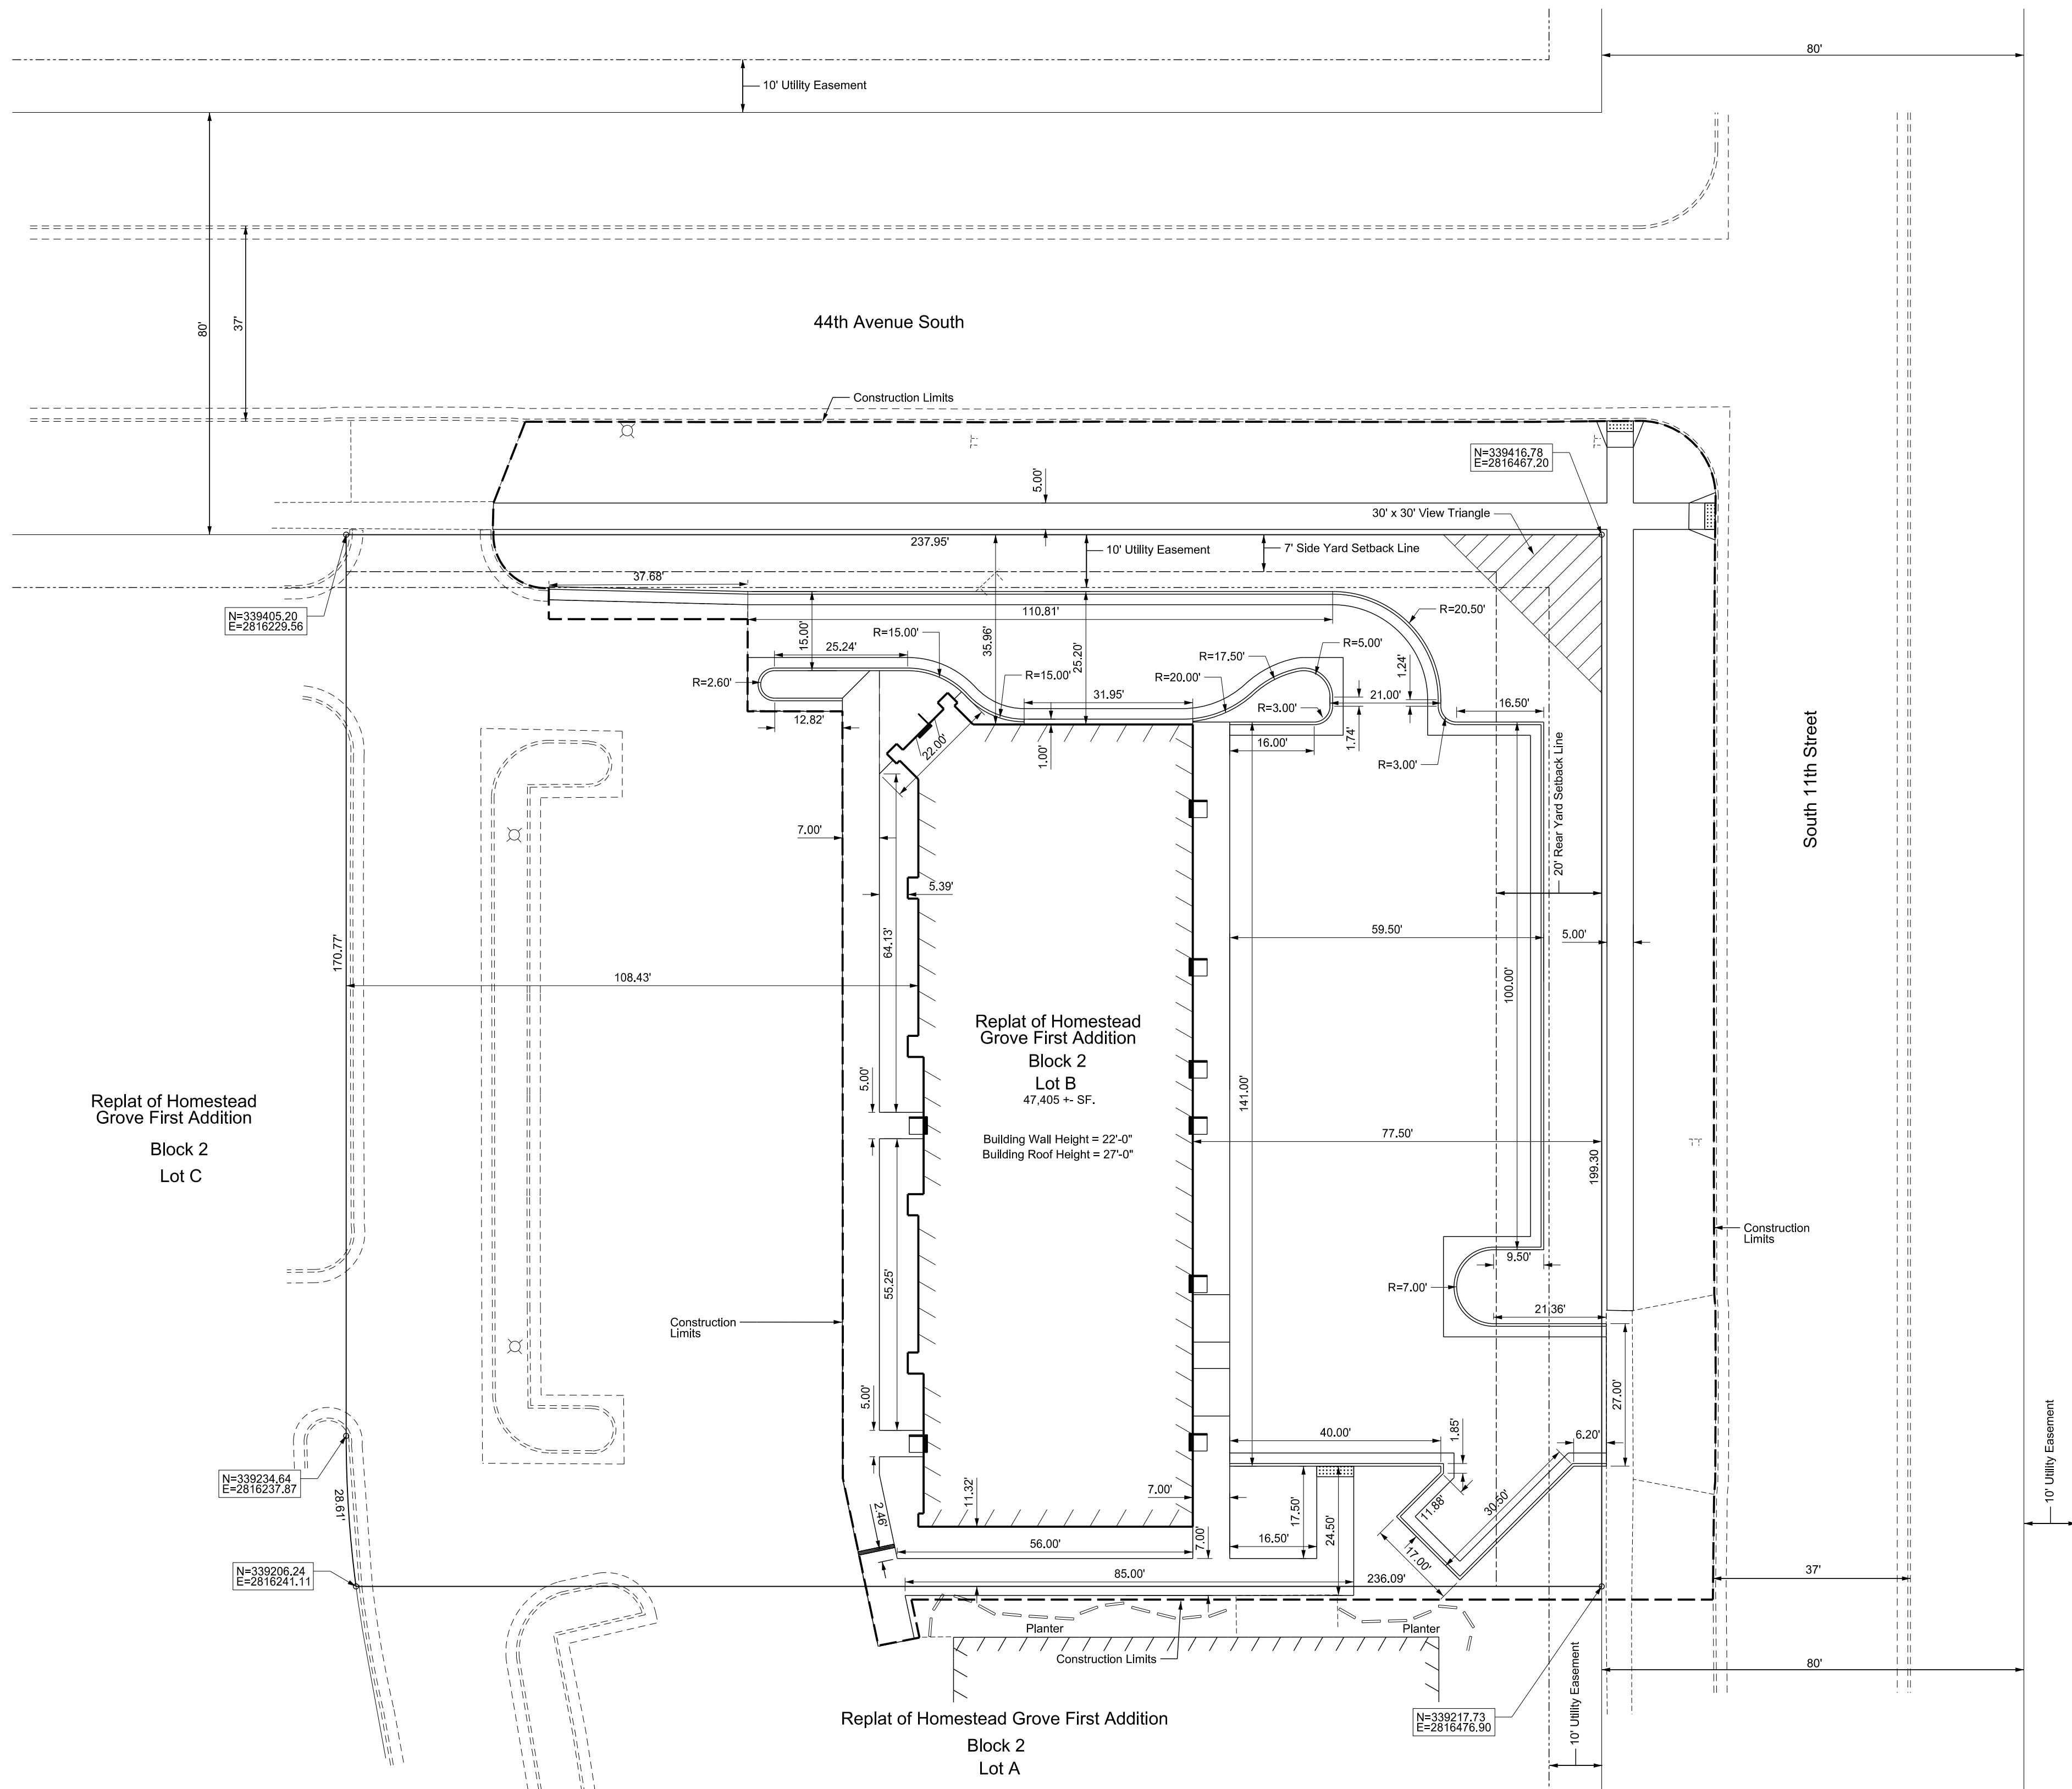 80'
10' Utility Easement
80'
37'
44th Avenue South
Construction Limits
N=339416.78
E=2816467.20
5.00'
30' x 30' View Triangle
237.95'
10' Utility Easement
7' Side Yard Setback Line
37.68'
N=339405.20
E=2816229.56
110.81'
R=20.50'
15.00'
R=15.00'
35.96'
25.20'
25.24'
R=5.00'
R=17.50'
1.24'
R=2.60'
R=15.00'
R=20.00'
31.95'
21.00'
16.50'
R=3.00'
12.82'
22.00'
1.00'
16.00'
1.74'
R=3.00'
20' Rear Yard Setback Line
South 11th Street
7.00'
5.39'
64.13'
59.50'
5.00'
170.77'
108.43'
100.00'
Replat of Homestead
Grove First Addition
Block 2
Lot B
47,405 +- SF.
Building Wall Height = 22'-0"
Building Roof Height = 27'-0"
5.00'
141.00'
77.50'
199.30
Replat of Homestead
Grove First Addition
Block 2
Lot C
Construction
Limits
55.25'
9.50'
R=7.00'
21.36'
Construction
Limits
27.00'
5.00'
40.00'
1.85'
6.20'
10' Utility Easement
N=339234.64
E=2816237.87
28.61'
11.32'
7.00'
2.46'
17.50'
24.50'
11.88'
30.50'
56.00'
7.00'
16.50'
17.00'
N=339206.24
E=2816241.11
85.00'
236.09'
37'
Planter
Planter
Construction Limits
80'
Replat of Homestead Grove First Addition
Block 2
Lot A
N=339217.73
E=2816476.90
10' Utility Easement